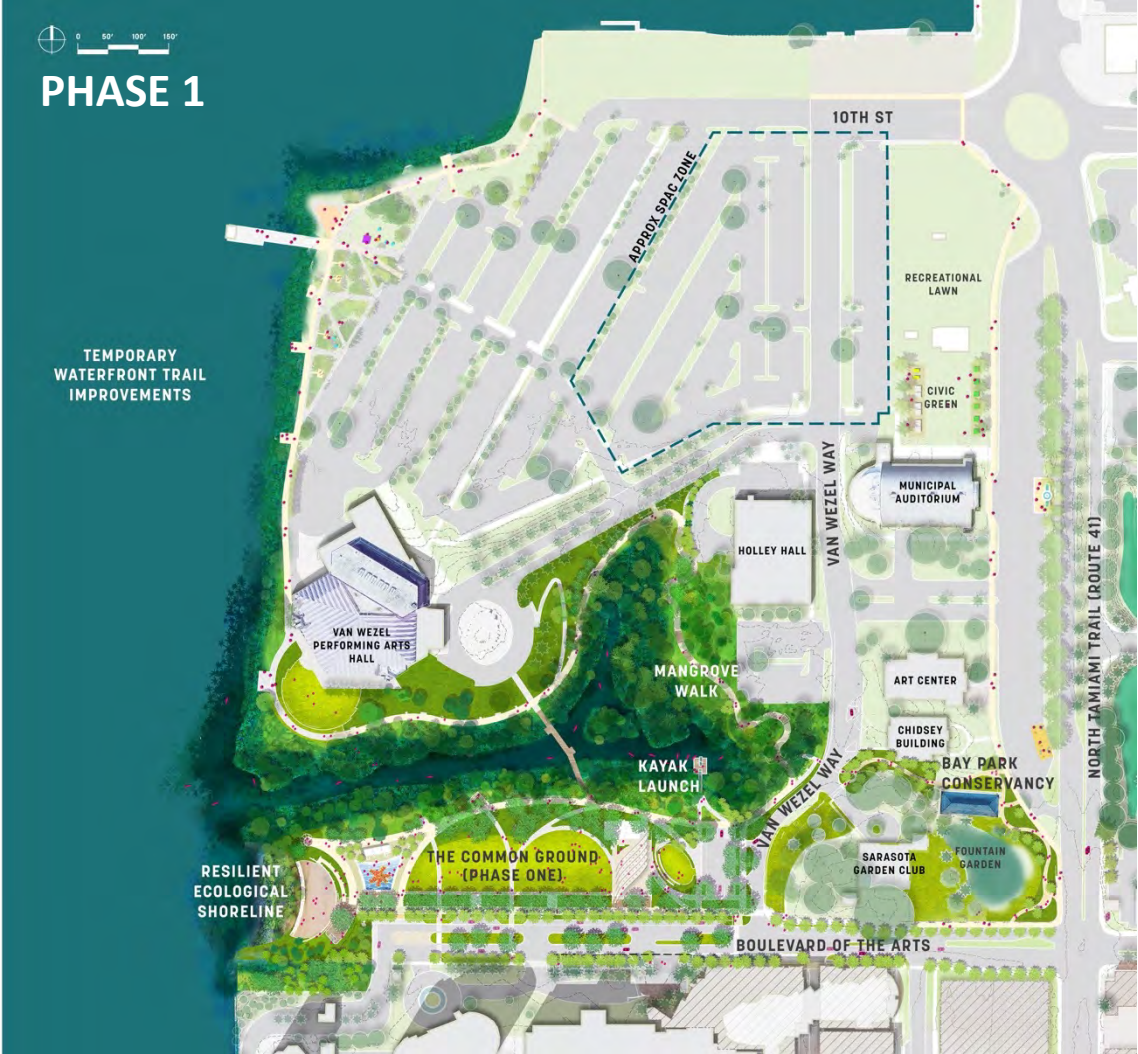 0 50' 100' 150'
PHASE 1
10TH ST
APPROX SPAC ZONE
RECREATIONAL
LAWN
TEMPORARY
WATERFRONT TRAIL
IMPROVEMENTS
CIVIC
GREEN
MUNICIPAL
AUDITORIUM
VAN WEZEL WAY
HOLLEY HALL
NORTH TAMIAMI TRAIL (ROUTE 41)
VAN WEZEL
PERFORMING ARTS
HALL
MANGROVE
WALK
ART CENTER
CHIDSEY
BUILDING
KAYAK
LAUNCH
BAY PARK
CONSERVANCY
VAN WEZEL WAY
THE COMMON GROUND
(PHASE ONE)
SARASOTA
GARDEN CLUB
FOUNTAIN
GARDEN
RESILIENT
ECOLOGICAL
SHORELINE
BOULEVARD OF THE ARTS